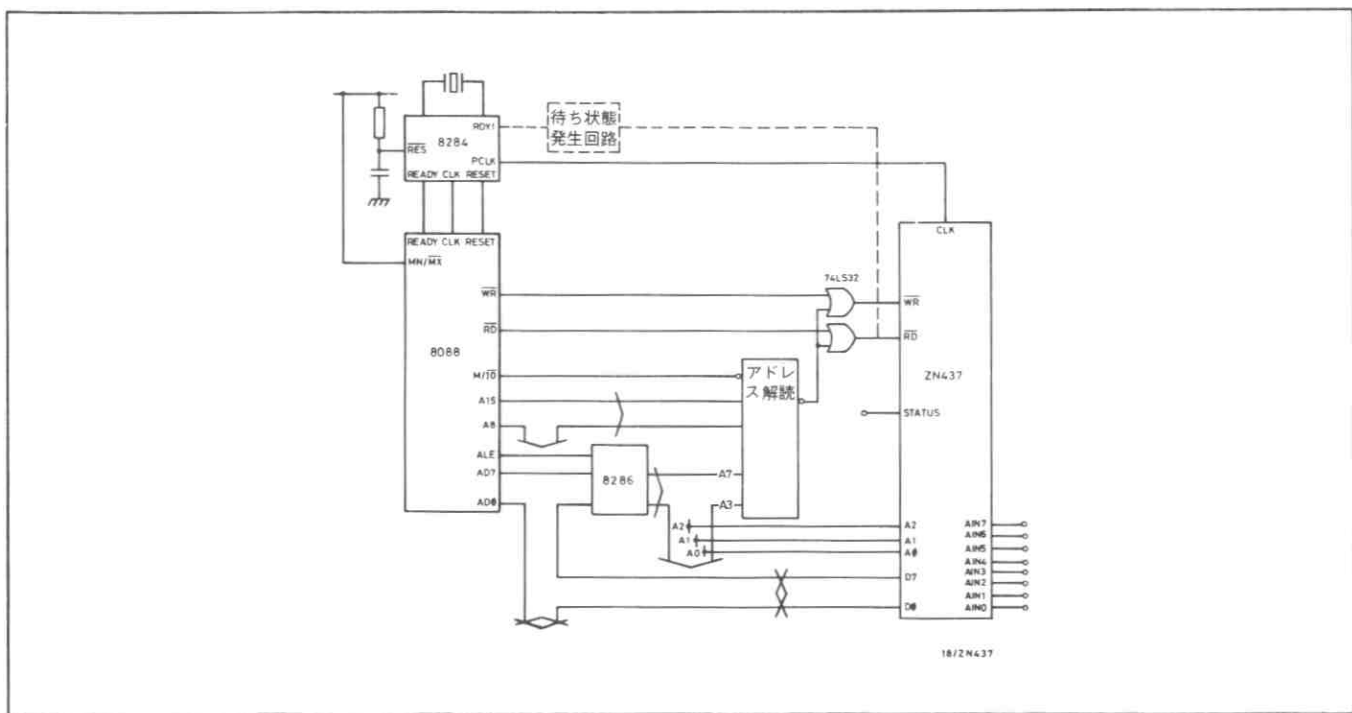 RDY1
待ち状態
発生回路
8284
RES
PCLK
READY CLK RESET
READY CLK RESET
MN/MX
CLK
74LS32
WR
WR
RD
RD
8088
ZN437
M/IO
アドレ
ス解読
A15
STATUS
A8
ALE
8286
AD7
A7
AD0
A3
A2
A2
AIN7
A1
A1
AIN6
A0
A0
AIN5
AIN4
D7
AIN3
AIN2
AIN1
D0
AIN0
18/ZN437